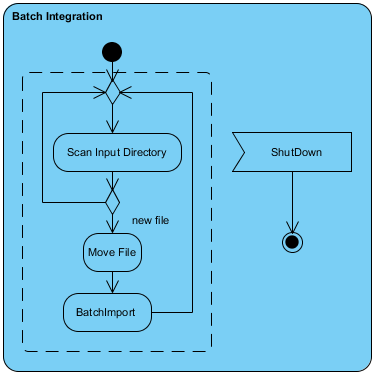 Batch Integration
Scan Input Directory
ShutDown
new file
Move File
BatchImport